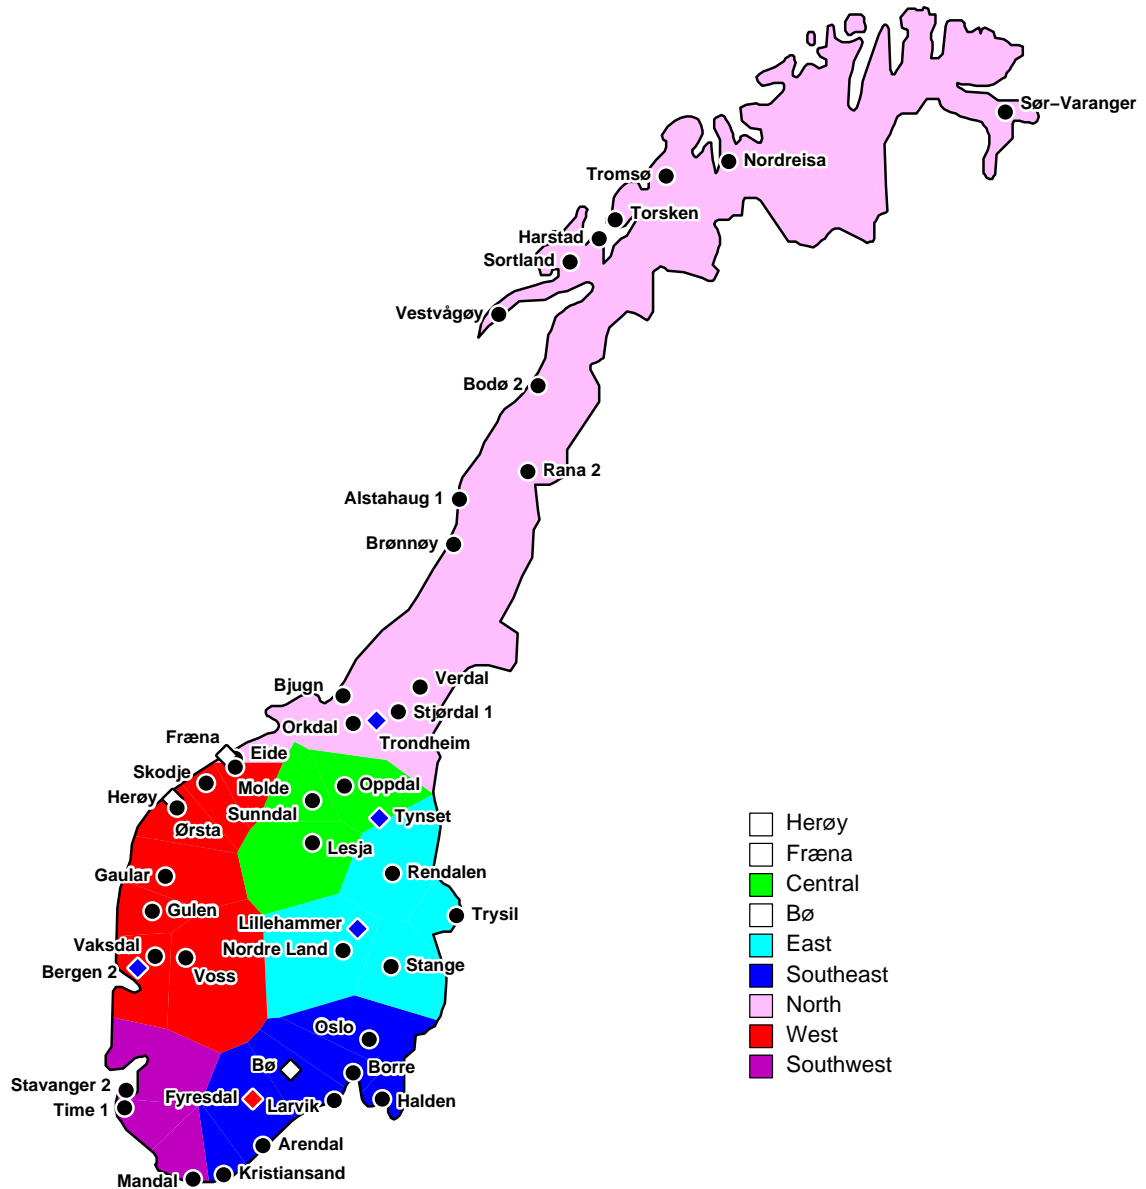 Sør−Varanger
Nordreisa
Tromsø
Torsken
Harstad
Sortland
Vestvågøy
Bodø 2
Rana 2
Alstahaug 1
Brønnøy
Verdal
Bjugn
Stjørdal 1
Orkdal
Trondheim
Fræna
Eide
Skodje
Molde
Oppdal
Herøy
Sunndal
Tynset
Ørsta
Lesja
Gaular
Rendalen
Gulen
Trysil
Lillehammer
Vaksdal
Nordre Land
Bergen 2
Voss
Stange
Oslo
Bø
Borre
Stavanger 2
Fyresdal
Larvik
Halden
Time 1
Arendal
Kristiansand
Mandal
Herøy
Fræna
Central
Bø
East
Southeast
North
West
Southwest